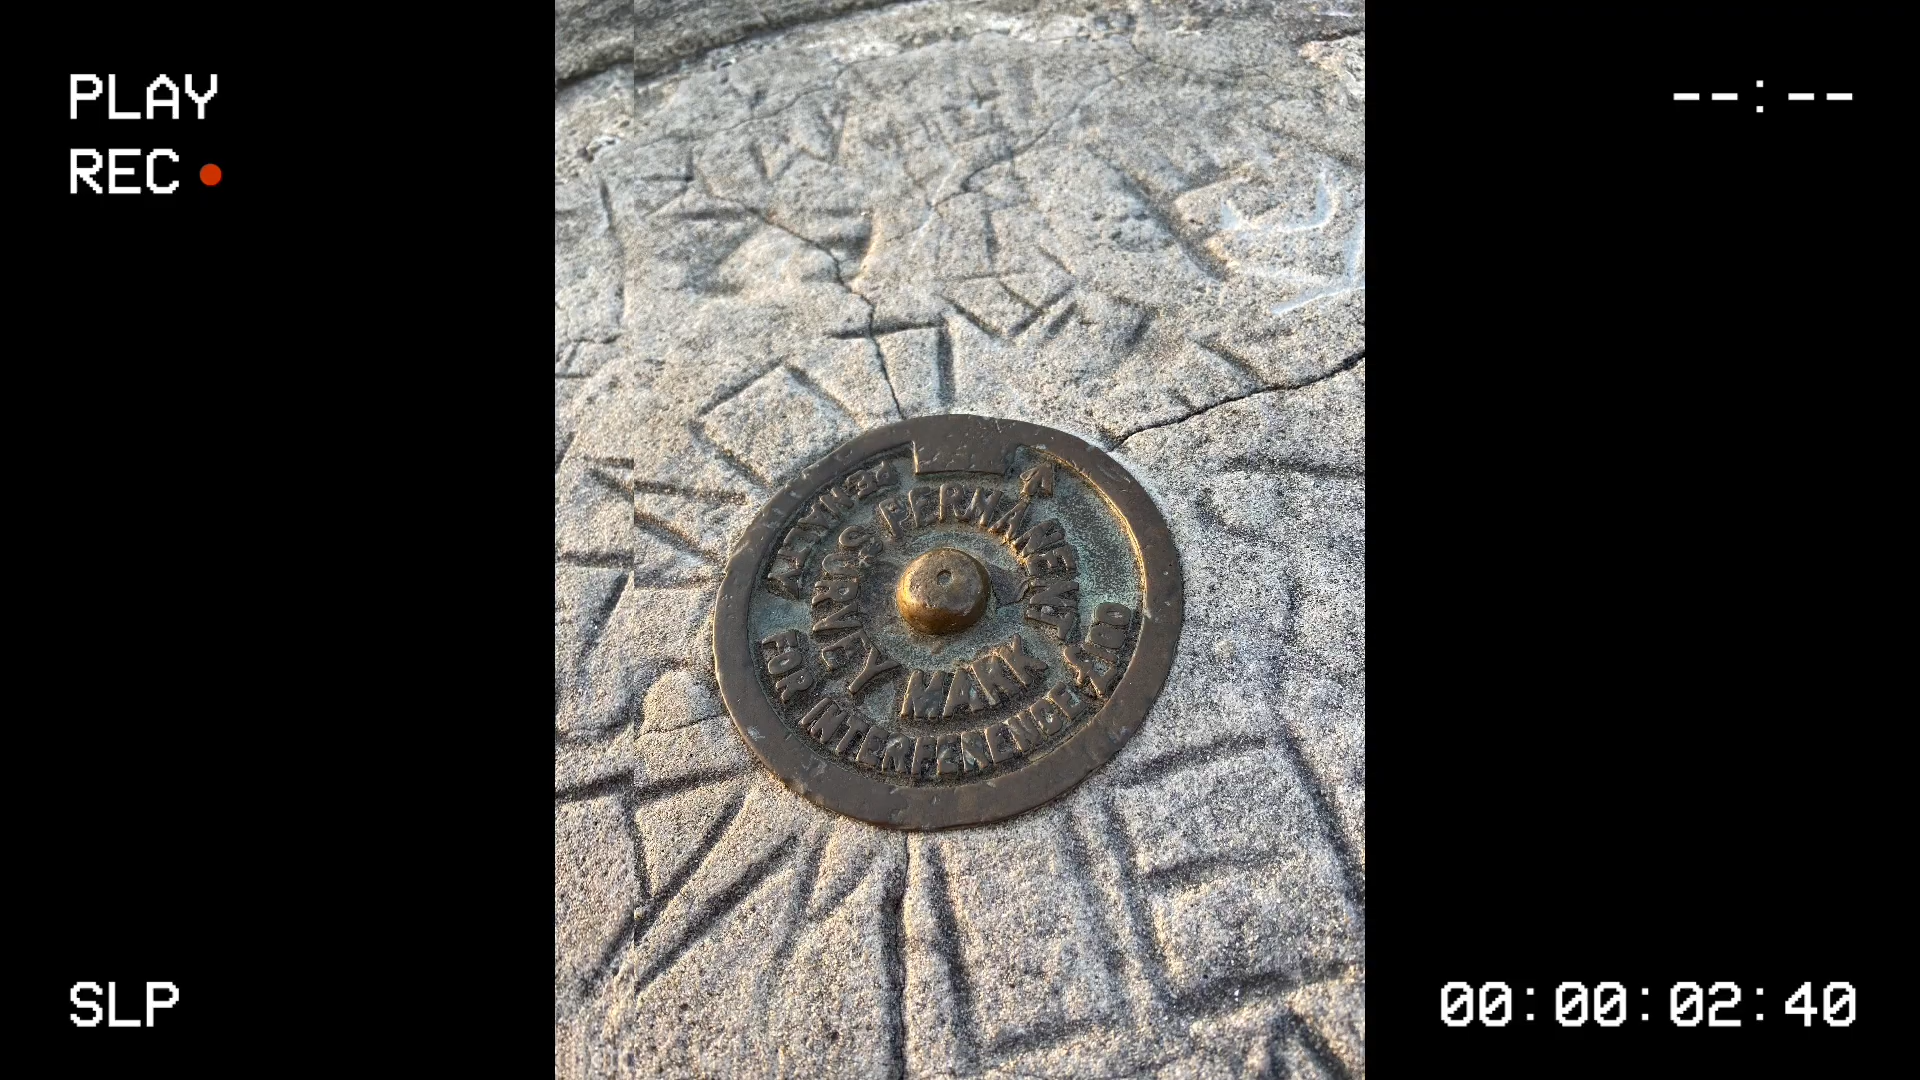 PLAY
REC
--:--
PENALTY
PERMANENT
SURVEY MARK
FOR INTERFERENCE £100
SLP
00:00:02:40